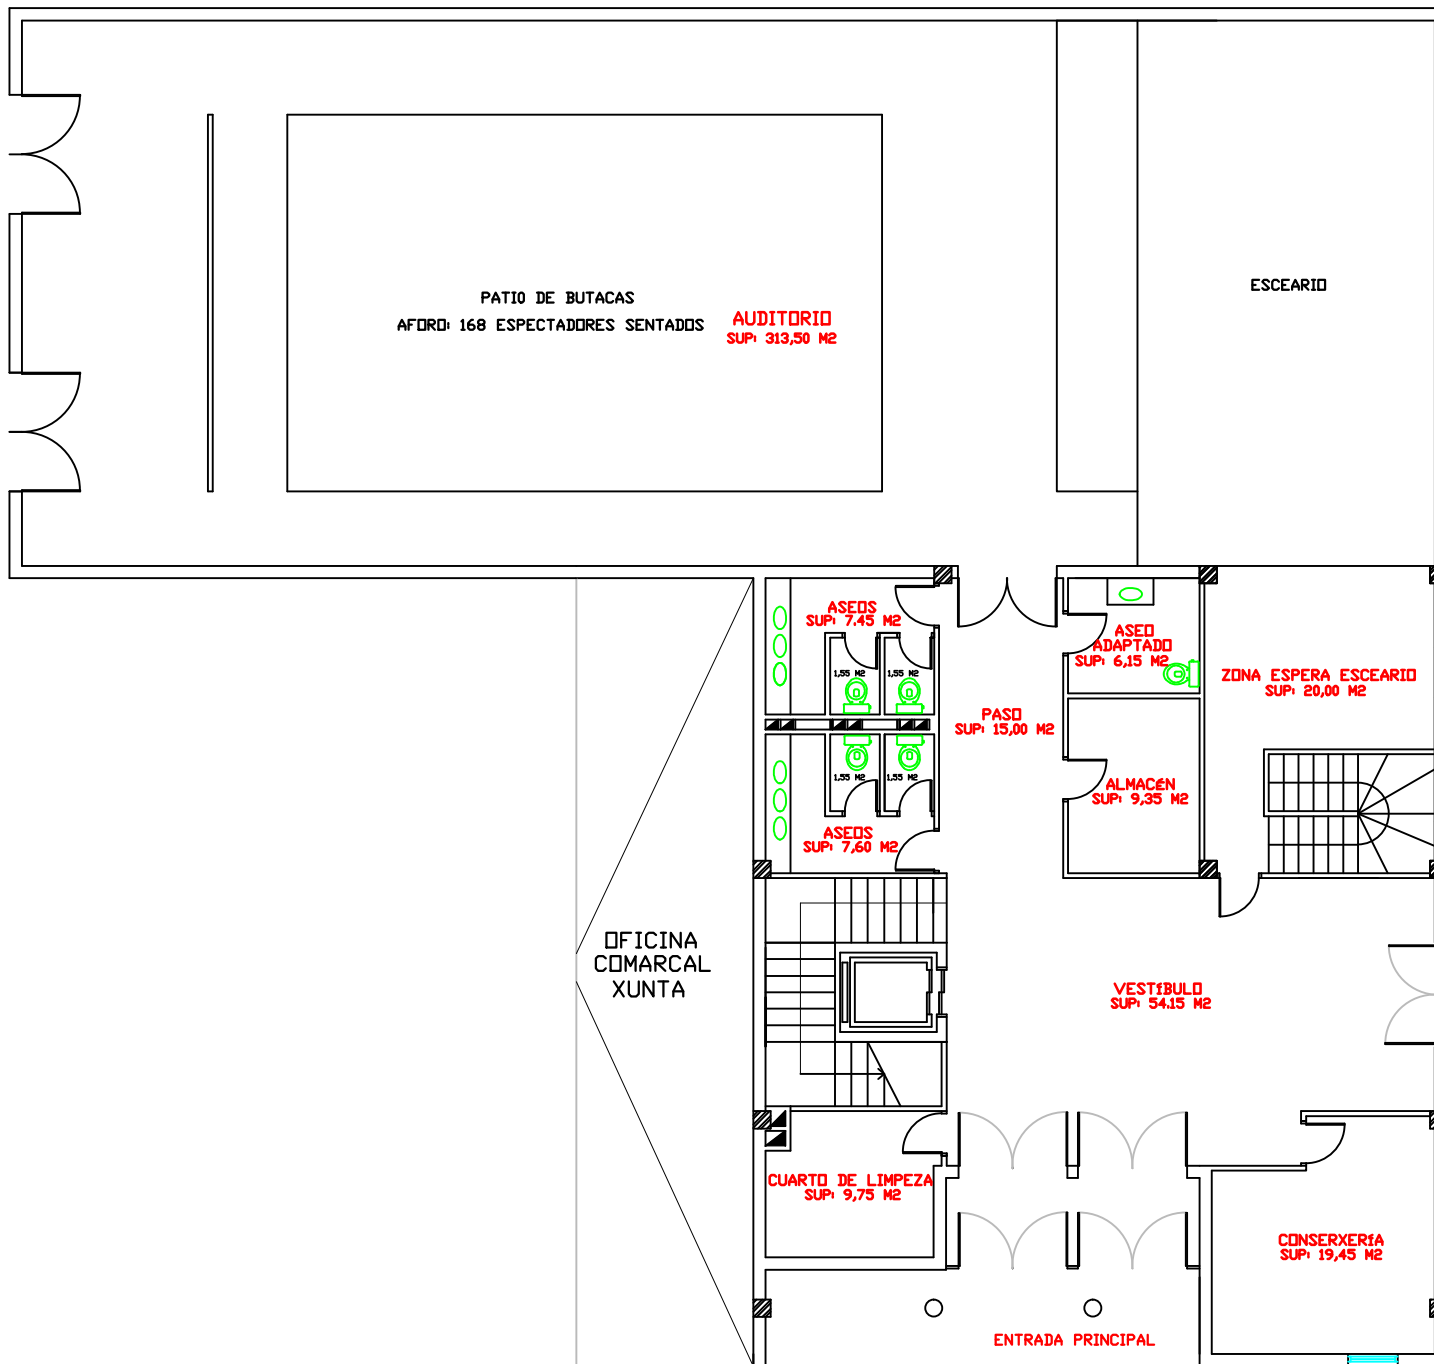 ESCEARIO
PATIO DE BUTACAS
AFORO: 168 ESPECTADORES SENTADOS
AUDITORIO
SUP: 313,50 M2
ASEOS
SUP: 7.45 M2
1,55 M2
1,55 M2
ASEO
ADAPTADO
SUP: 6,15 M2
ZONA ESPERA ESCEARIO
SUP: 20,00 M2
PASO
SUP: 15,00 M2
1,55 M2
1,55 M2
ALMACÉN
SUP: 9,35 M2
ASEOS
SUP: 7,60 M2
OFICINA
COMARCAL
XUNTA
VESTÍBULO
SUP: 54.15 M2
CUARTO DE LIMPEZA
SUP: 9,75 M2
CONSERXERÍA
SUP: 19,45 M2
ENTRADA PRINCIPAL